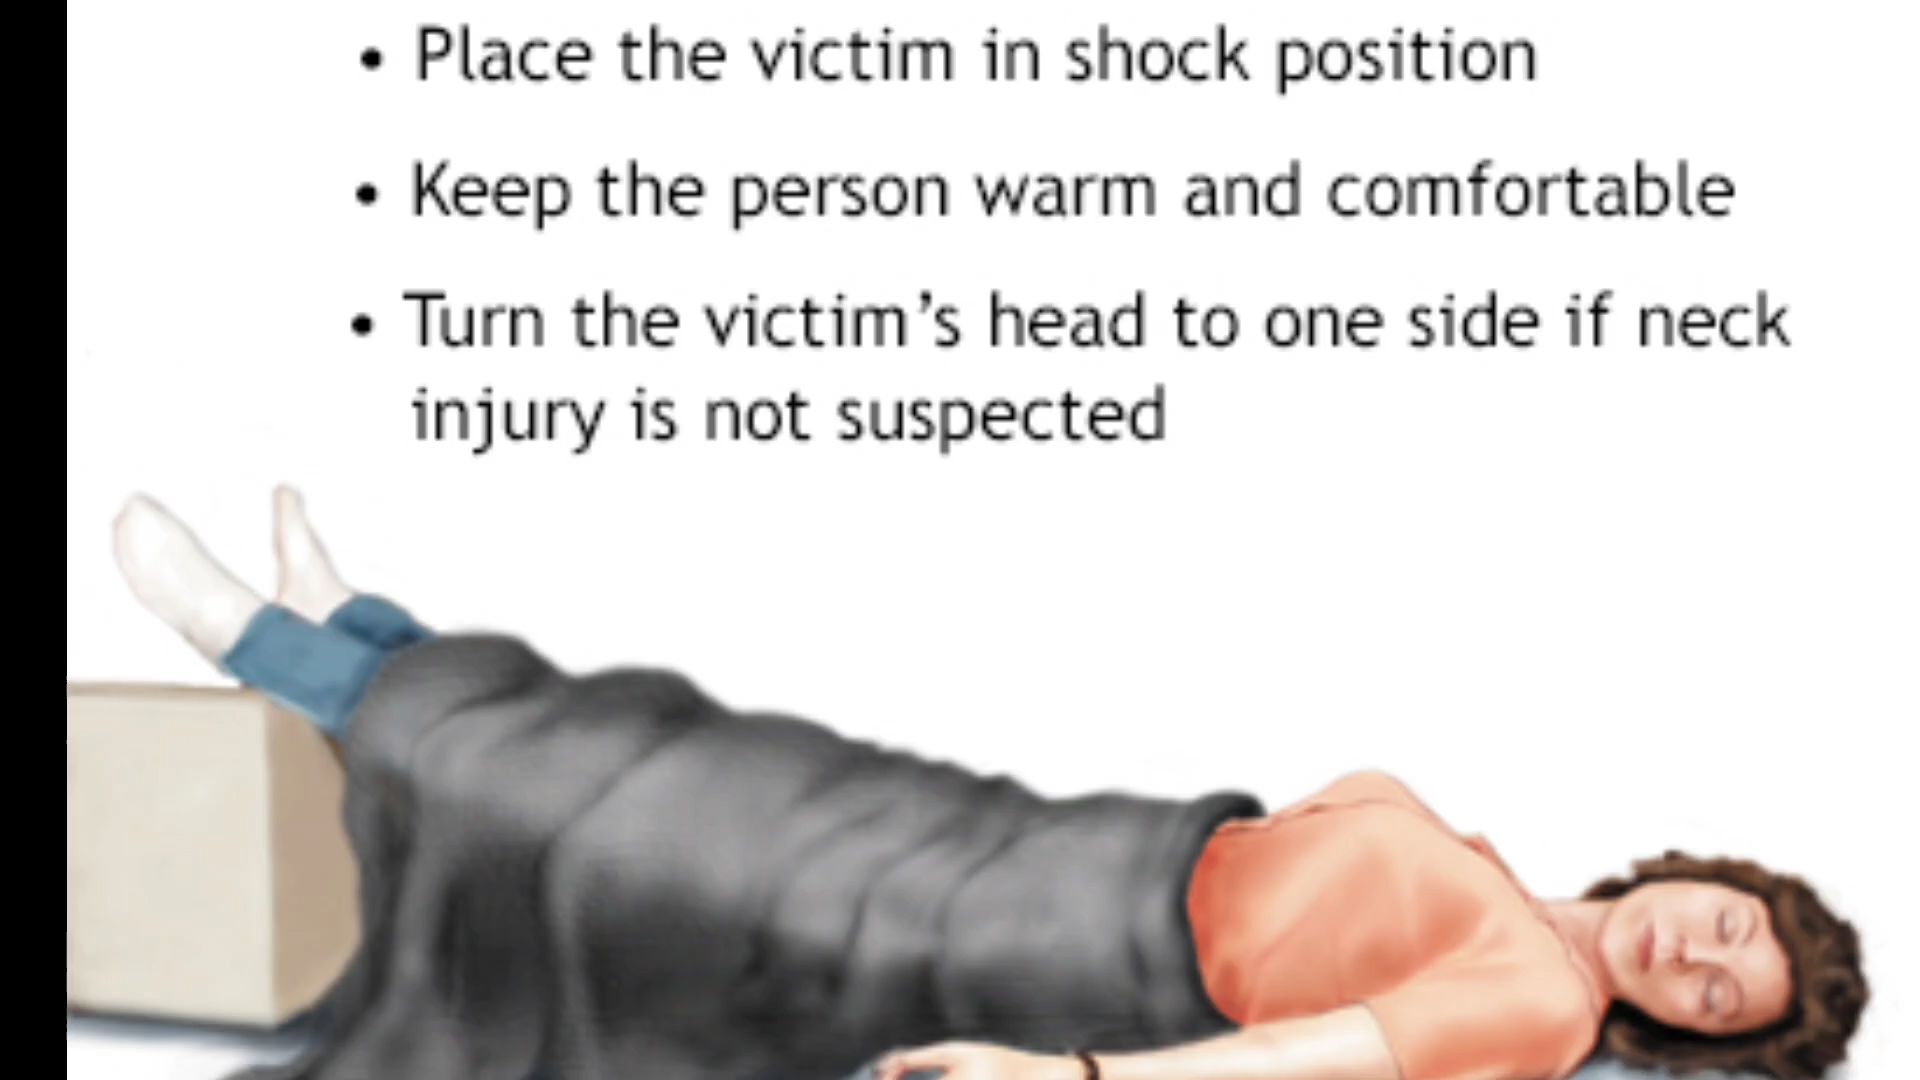 • Place the victim in shock position
• Keep the person warm and comfortable
• Turn the victim’s head to one side if neck
injury is not suspected